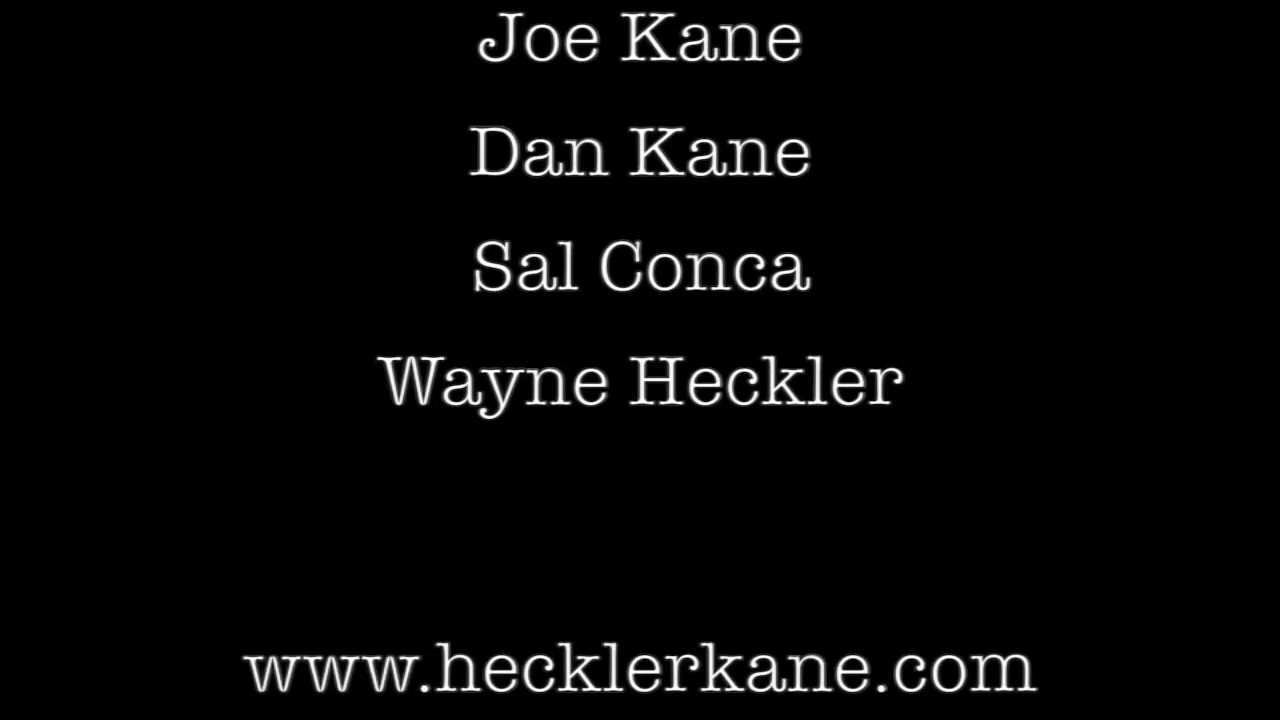 Joe Kane
Dan Kane
Sal Conca
Wayne Heckler
www.hecklerkane.com